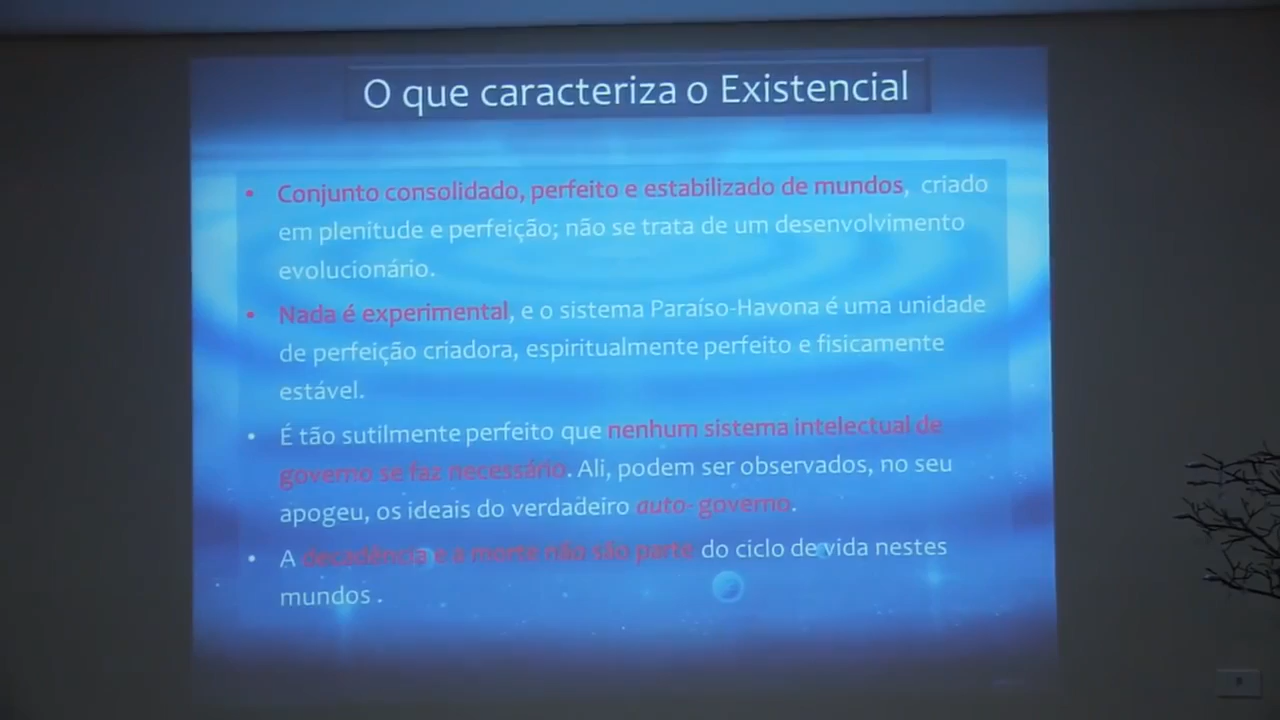 O que caracteriza o Existencial
• Conjunto consolidado, perfeito e estabilizado de mundos, criado
em plenitude e perfeição; não se trata de um desenvolvimento
evolucionário.
• Nada é experimental, e o sistema Paraíso-Havona é uma unidade
de perfeição criadora, espiritualmente perfeito e fisicamente
estável.
• É tão sutilmente perfeito que nenhum sistema intelectual de
governo se faz necessário. Ali, podem ser observados, no seu
apogeu, os ideais do verdadeiro auto- governo.
• A decadência e a morte não são parte do ciclo de vida nestes
mundos .